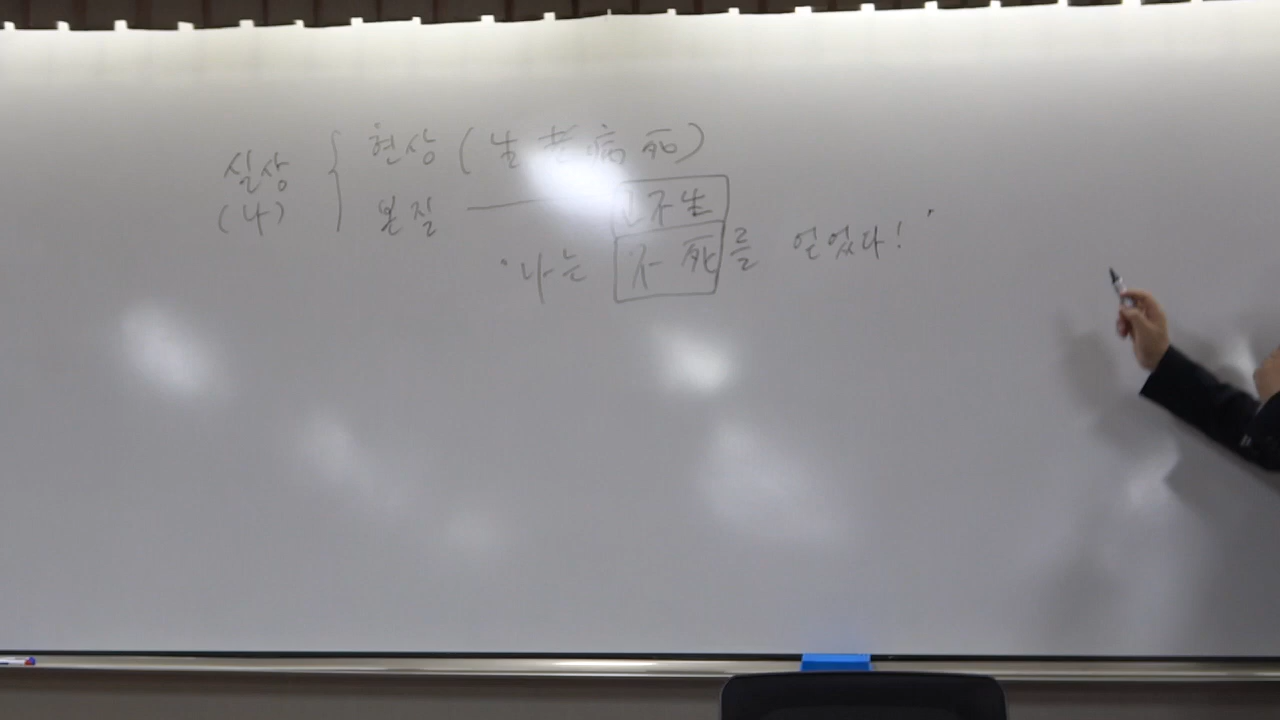 실상 { 현상 (生老病死)
(나) 본질 — 不生
"나는 不死를 얻었다!"